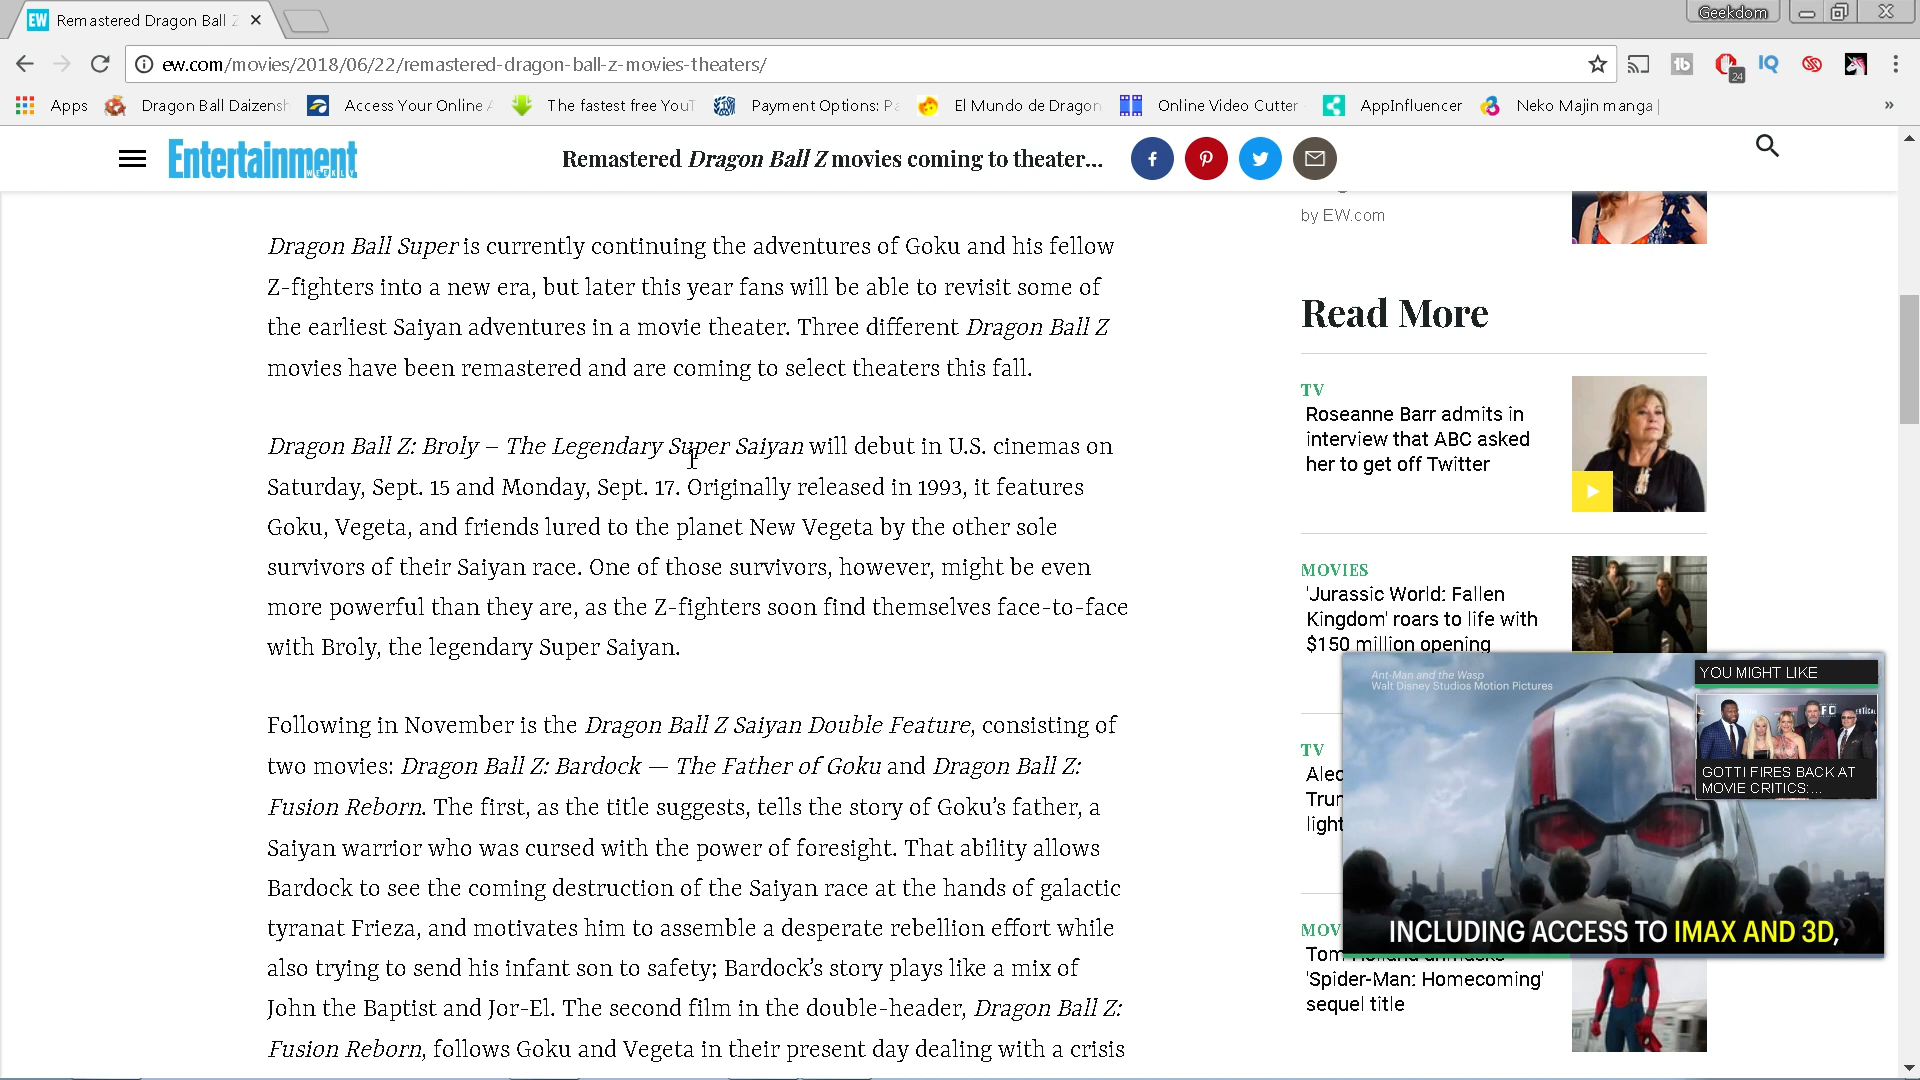 Remastered Dragon Ball Z
Geekdom
ew.com/movies/2018/06/22/remastered-dragon-ball-z-movies-theaters/
24
Apps
Dragon Ball Daizensh
Access Your Online A
The fastest free YouT
Payment Options: Pa
El Mundo de Dragon
Online Video Cutter
AppInfluencer
Neko Majin manga |
Entertainment
WEEKLY
Remastered Dragon Ball Z movies coming to theater...
by EW.com
Dragon Ball Super is currently continuing the adventures of Goku and his fellow
Z-fighters into a new era, but later this year fans will be able to revisit some of
the earliest Saiyan adventures in a movie theater. Three different Dragon Ball Z
movies have been remastered and are coming to select theaters this fall.
Dragon Ball Z: Broly – The Legendary Super Saiyan will debut in U.S. cinemas on
Saturday, Sept. 15 and Monday, Sept. 17. Originally released in 1993, it features
Goku, Vegeta, and friends lured to the planet New Vegeta by the other sole
survivors of their Saiyan race. One of those survivors, however, might be even
more powerful than they are, as the Z-fighters soon find themselves face-to-face
with Broly, the legendary Super Saiyan.
Following in November is the Dragon Ball Z Saiyan Double Feature, consisting of
two movies: Dragon Ball Z: Bardock — The Father of Goku and Dragon Ball Z:
Fusion Reborn. The first, as the title suggests, tells the story of Goku's father, a
Saiyan warrior who was cursed with the power of foresight. That ability allows
Bardock to see the coming destruction of the Saiyan race at the hands of galactic
tyranat Frieza, and motivates him to assemble a desperate rebellion effort while
also trying to send his infant son to safety; Bardock's story plays like a mix of
John the Baptist and Jor-El. The second film in the double-header, Dragon Ball Z:
Fusion Reborn, follows Goku and Vegeta in their present day dealing with a crisis
Read More
TV
Roseanne Barr admits in
interview that ABC asked
her to get off Twitter
MOVIES
'Jurassic World: Fallen
Kingdom' roars to life with
$150 million opening
TV
Alec
Trun
light
MOV
Tom Holland unmasks
'Spider-Man: Homecoming'
sequel title
Ant-Man and the Wasp
Walt Disney Studios Motion Pictures
YOU MIGHT LIKE
GOTTI FIRES BACK AT
MOVIE CRITICS:...
INCLUDING ACCESS TO IMAX AND 3D,